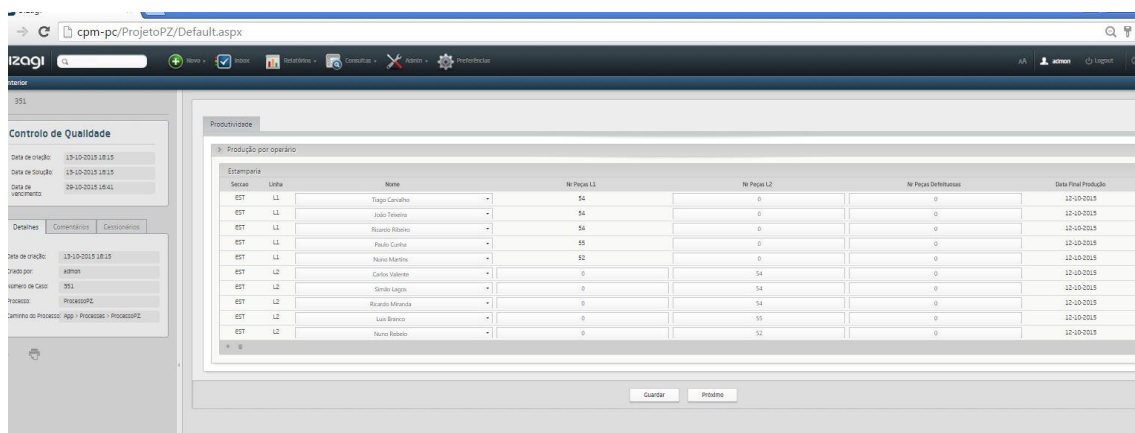 cpm-pc/ProjetoPZ/Default.aspx
izagi Novo Inbox Relatórios Consultas Admin Preferências AA admon Logout
nterior
351
Controlo de Qualidade
Data de criação: 13-10-2015 18:15
Data de Solução: 13-10-2015 18:15
Data de vencimento: 29-10-2015 16:41
Detalhes Comentários Cessionários
Data de criação: 13-10-2015 18:15
Criado por: admon
Número de Caso: 351
Processo: ProcessoPZ
Caminho do Processo: App > Processes > ProcessoPZ
Produtividade
Produção por operário
Estamparia
Seccao Linha Nome Nr Peças L1 Nr Peças L2 Nr Peças Defeituosas Data Final Produção
EST L1 Tiago Carvalho 54 0 0 12-10-2015
EST L1 João Teixeira 54 0 0 12-10-2015
EST L1 Ricardo Ribeiro 54 0 0 12-10-2015
EST L1 Paulo Cunha 55 0 0 12-10-2015
EST L1 Nuno Martins 52 0 0 12-10-2015
EST L2 Carlos Valente 0 54 0 12-10-2015
EST L2 Simão Lagos 0 54 0 12-10-2015
EST L2 Ricardo Miranda 0 54 0 12-10-2015
EST L2 Luis Branco 0 55 0 12-10-2015
EST L2 Nuno Rebelo 0 52 0 12-10-2015
Guardar Próximo